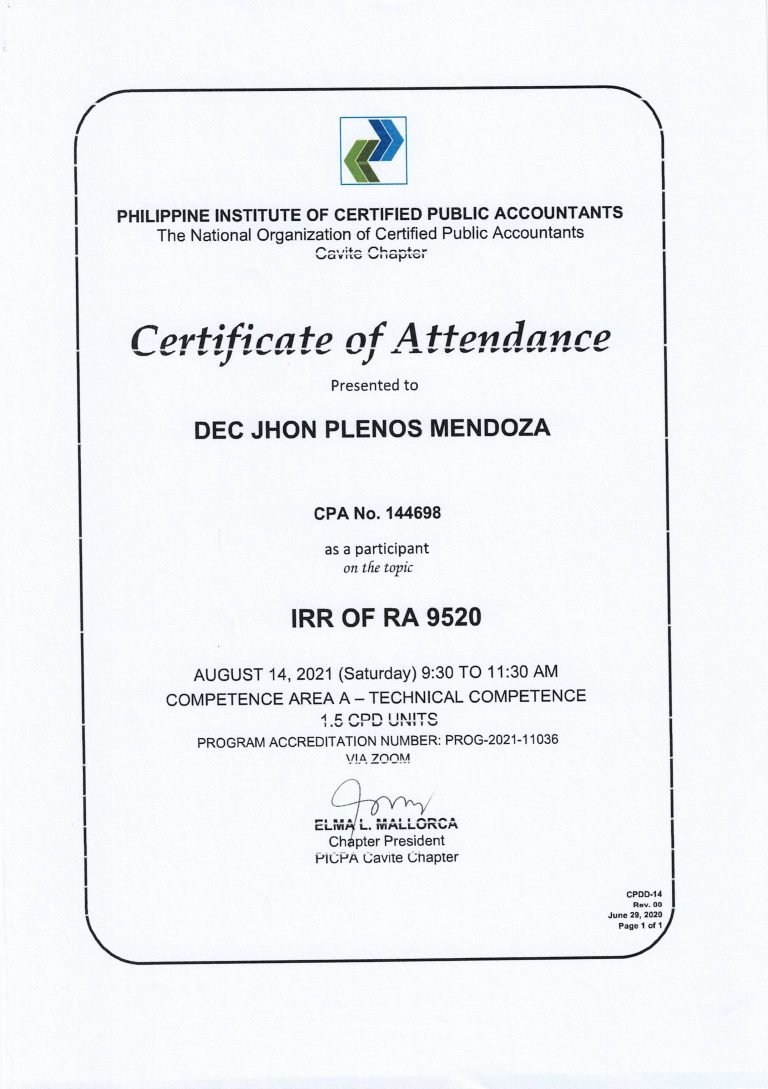 PHILIPPINE INSTITUTE OF CERTIFIED PUBLIC ACCOUNTANTS
The National Organization of Certified Public Accountants
Cavite Chapter
Certificate of Attendance
Presented to
DEC JHON PLENOS MENDOZA
CPA No. 144698
as a participant
on the topic
IRR OF RA 9520
AUGUST 14, 2021 (Saturday) 9:30 TO 11:30 AM
COMPETENCE AREA A – TECHNICAL COMPETENCE
1.5 CPD UNITS
PROGRAM ACCREDITATION NUMBER: PROG-2021-11036
VIA ZOOM
ELMA L. MALLORCA
Chapter President
PICPA Cavite Chapter
CPDD-14
Rev. 00
June 29, 2020
Page 1 of 1